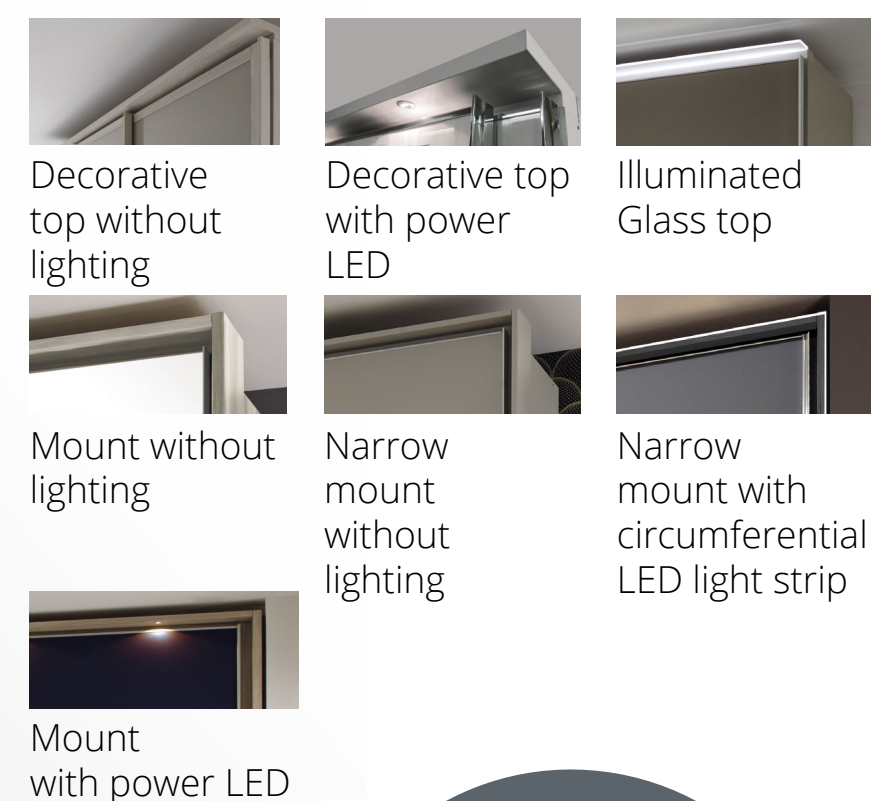 Decorative
top without
lighting
Decorative top
with power
LED
Illuminated
Glass top
Mount without
lighting
Narrow
mount
without
lighting
Narrow
mount with
circumferential
LED light strip
Mount
with power LED